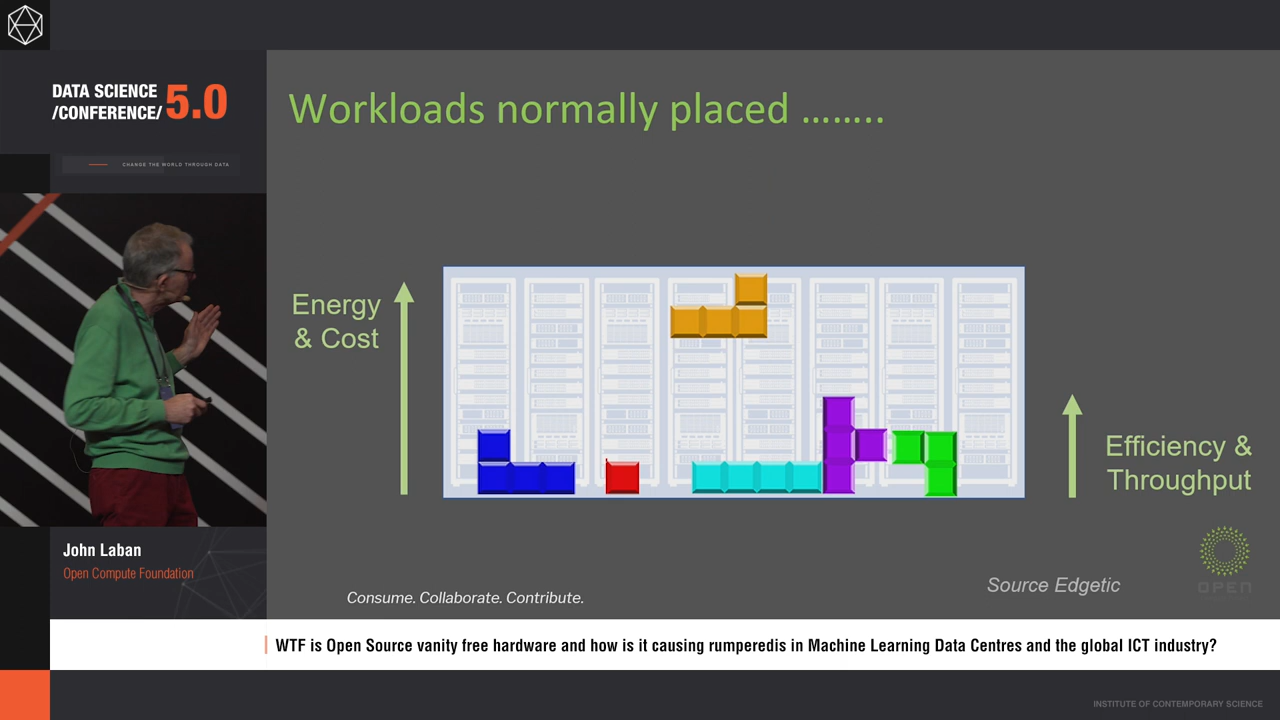 DATA SCIENCE
/CONFERENCE/ 5.0
CHANGE THE WORLD THROUGH DATA
Workloads normally placed ........
Energy
& Cost
Efficiency &
Throughput
John Laban
Open Compute Foundation
Consume. Collaborate. Contribute.
Source Edgetic
OPEN
WTF is Open Source vanity free hardware and how is it causing rumperedis in Machine Learning Data Centres and the global ICT industry?
INSTITUTE OF CONTEMPORARY SCIENCE